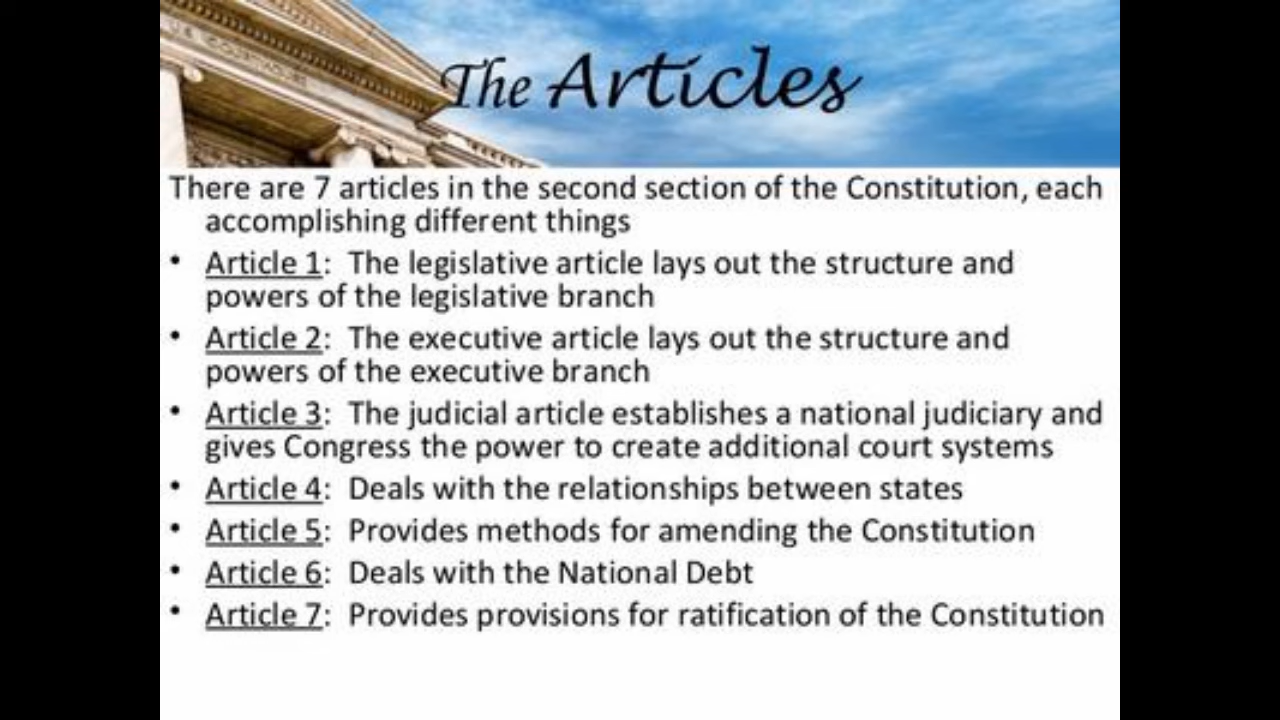 The Articles
There are 7 articles in the second section of the Constitution, each
accomplishing different things
• Article 1:  The legislative article lays out the structure and
powers of the legislative branch
• Article 2:  The executive article lays out the structure and
powers of the executive branch
• Article 3:  The judicial article establishes a national judiciary and
gives Congress the power to create additional court systems
• Article 4:  Deals with the relationships between states
• Article 5:  Provides methods for amending the Constitution
• Article 6:  Deals with the National Debt
• Article 7:  Provides provisions for ratification of the Constitution